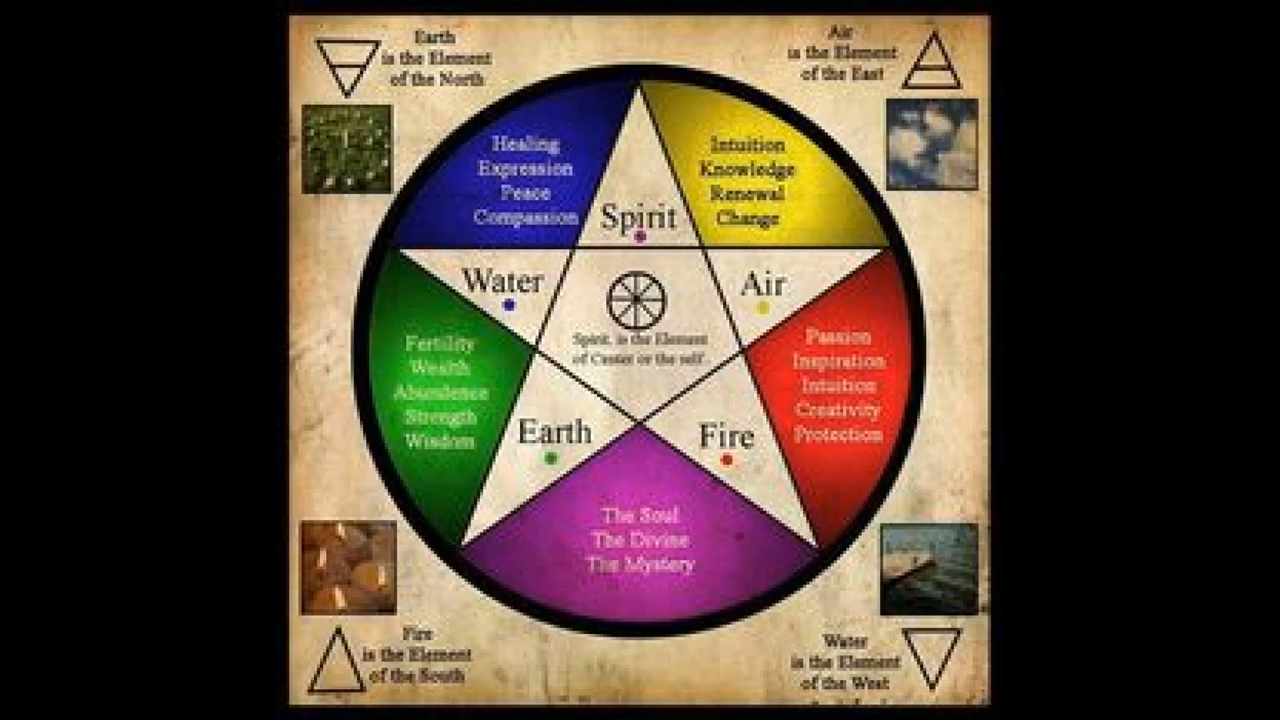 Earth
is the Element
of the North
Air
is the Element
of the East
Healing
Expression
Peace
Compassion
Intuition
Knowledge
Renewal
Change
Spirit
Water
Air
Spirit, is the Element
of Center or the self
Fertility
Wealth
Abundence
Strength
Wisdom
Passion
Inspiration
Intuition
Creativity
Protection
Earth
Fire
The Soul
The Divine
The Mystery
Fire
is the Element
of the South
Water
is the Element
of the West